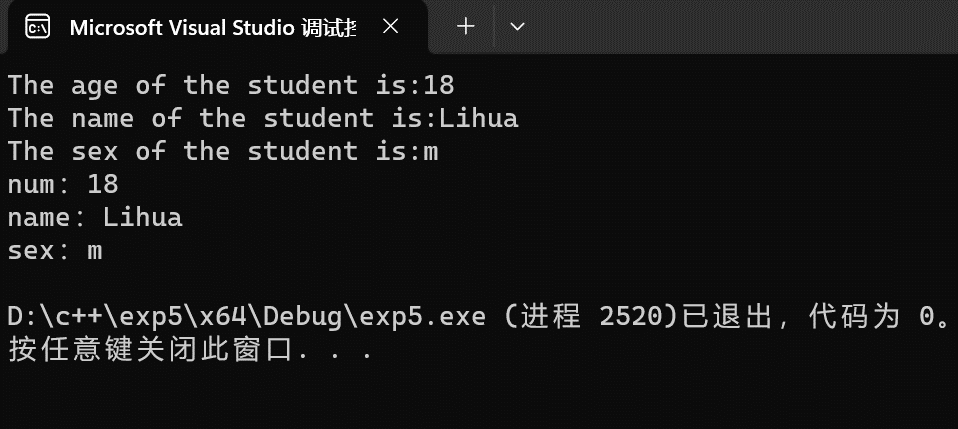 Microsoft Visual Studio 调试
The age of the student is:18
The name of the student is:Lihua
The sex of the student is:m
num：18
name：Lihua
sex：m
D:\c++\exp5\x64\Debug\exp5.exe (进程 2520)已退出，代码为 0。
按任意键关闭此窗口. . .